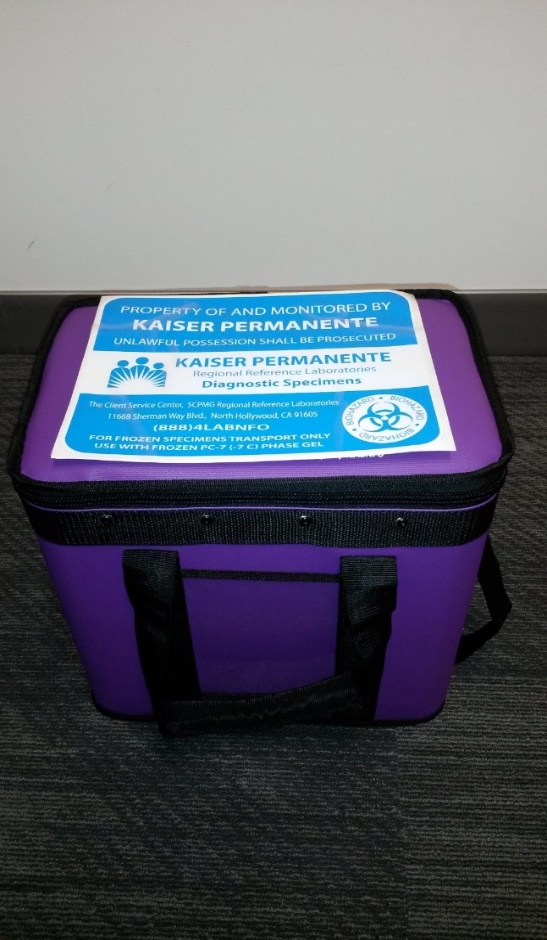 PROPERTY OF AND MONITORED BY
KAISER PERMANENTE
UNLAWFUL POSSESSION SHALL BE PROSECUTED
KAISER PERMANENTE
Regional Reference Laboratories
Diagnostic Specimens
The Client Service Center, SCPMG Regional Reference Laboratories
11668 Sherman Way Blvd., North Hollywood, CA 91605
(888)4LABNFO
FOR FROZEN SPECIMENS TRANSPORT ONLY
USE WITH FROZEN PC-7 (-7 C) PHASE GEL
BIOHAZARD • BIOHAZARD • BIOHAZARD •